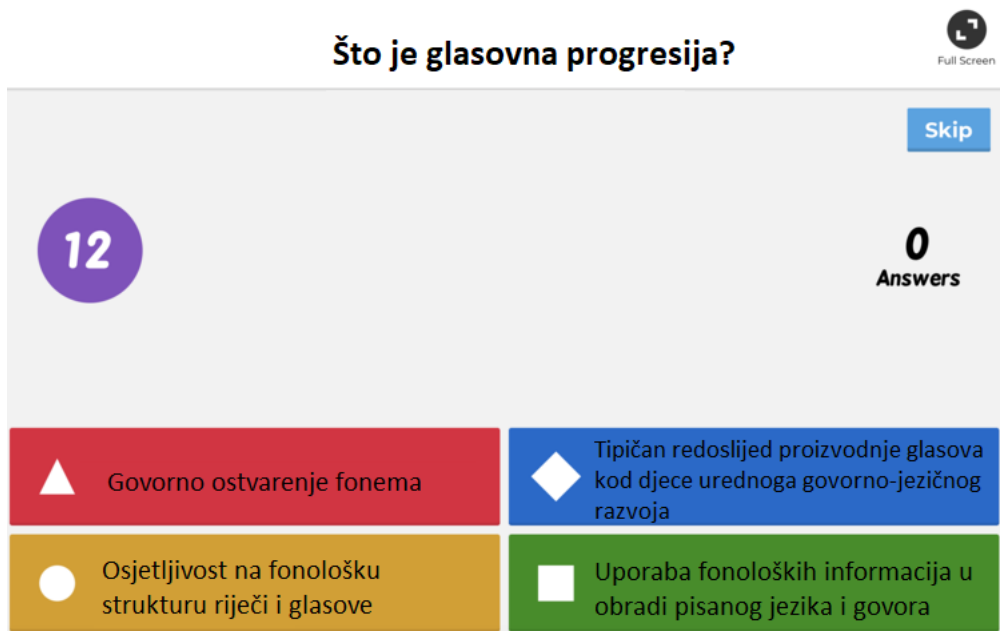 Što je glasovna progresija?
Full Screen
Skip
12
0
Answers
Govorno ostvarenje fonema
Tipičan redoslijed proizvodnje glasova
kod djece urednoga govorno-jezičnog
razvoja
Osjetljivost na fonološku
strukturu riječi i glasove
Uporaba fonoloških informacija u
obradi pisanog jezika i govora